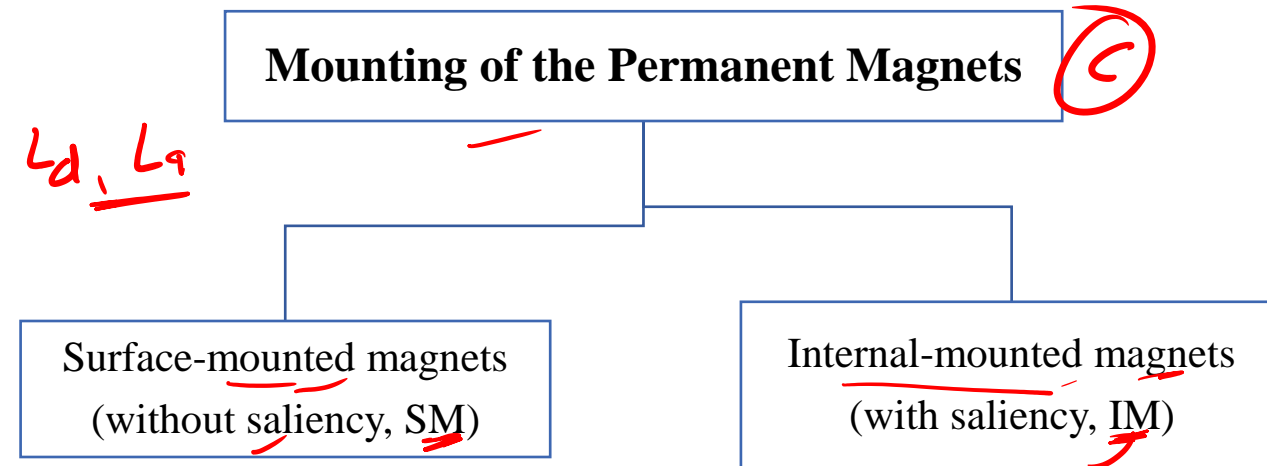 Mounting of the Permanent Magnets
C
Ld, Lq
Surface-mounted magnets
(without saliency, SM)
Internal-mounted magnets
(with saliency, IM)